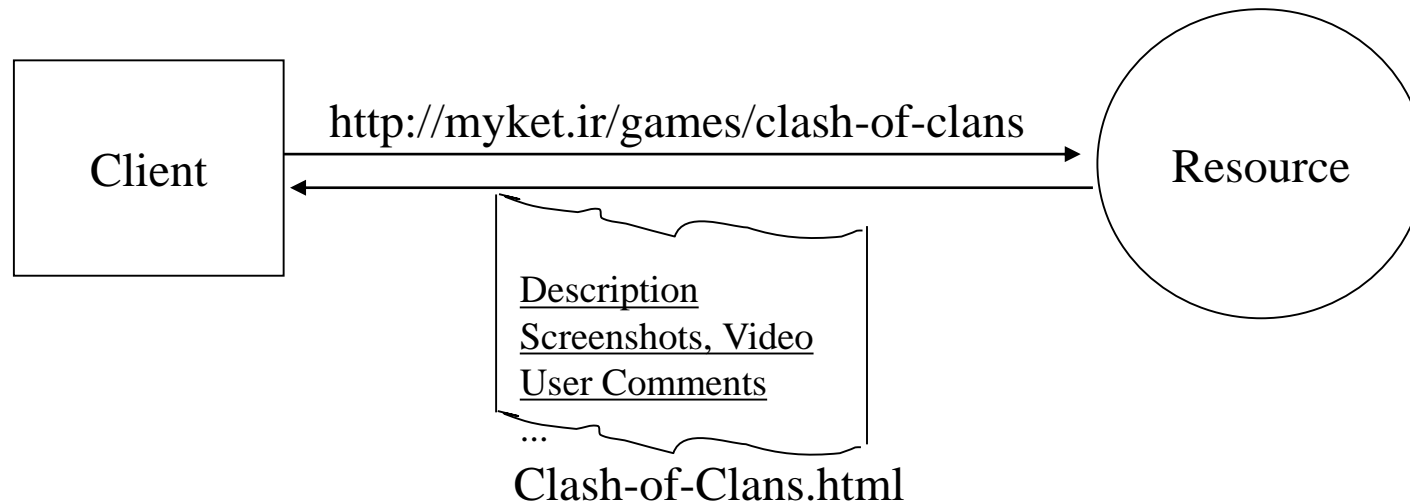 http://myket.ir/games/clash-of-clans
Client
Resource
Description
Screenshots, Video
User Comments
...
Clash-of-Clans.html